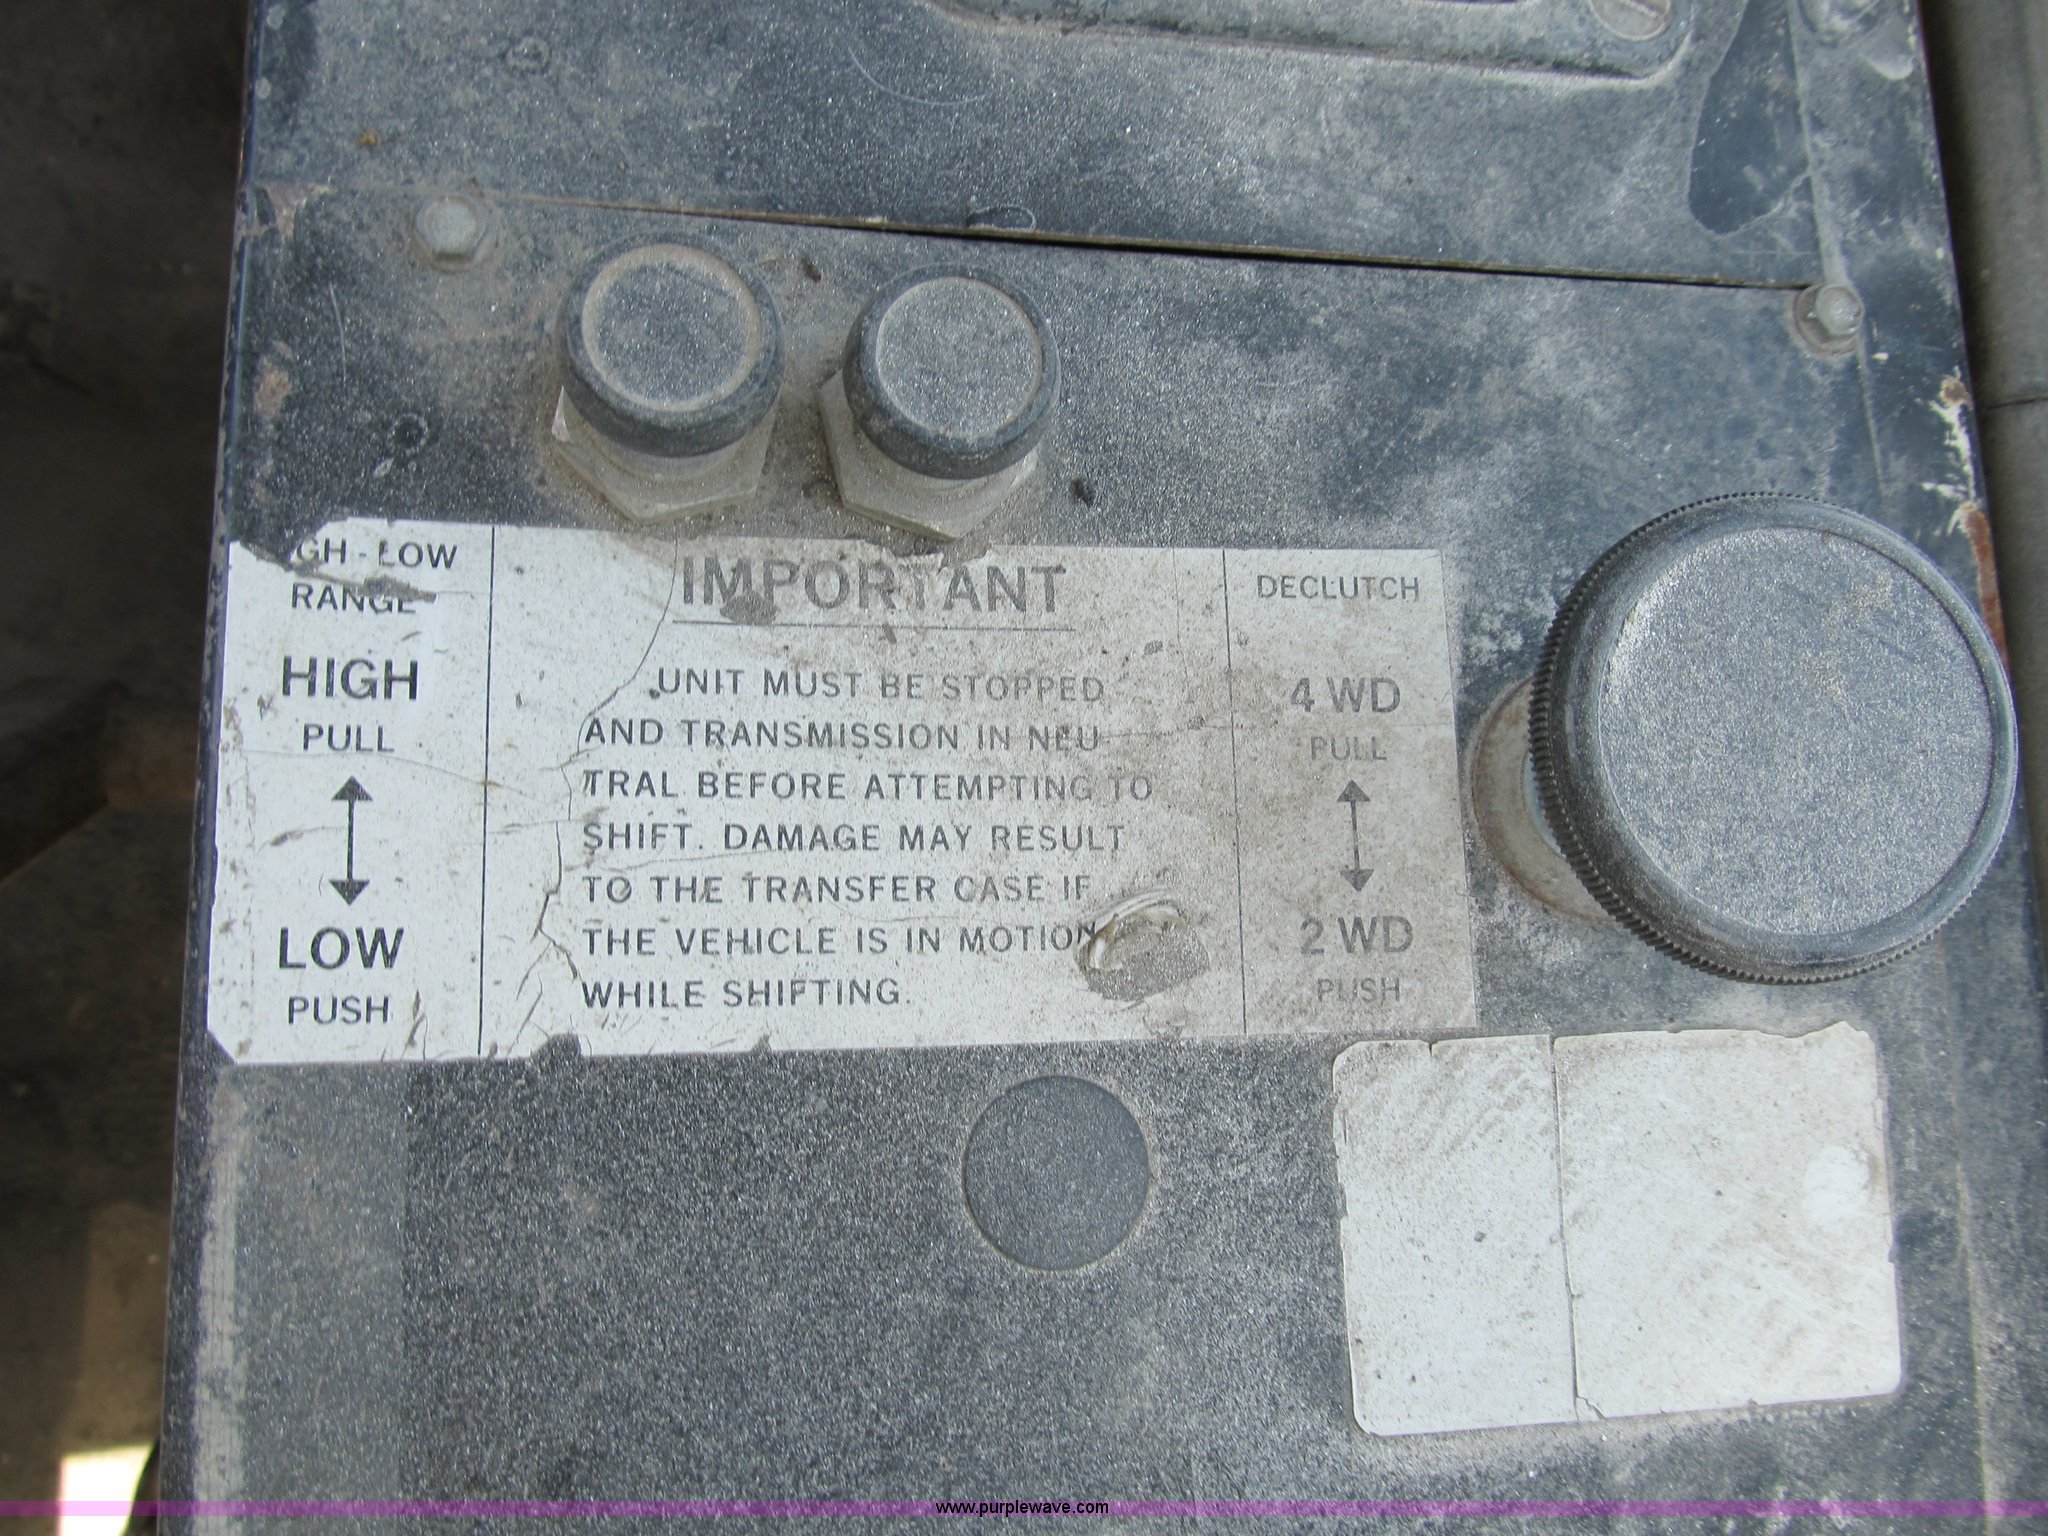 GH - LOW
RANGE
HIGH
PULL
LOW
PUSH
IMPORTANT
UNIT MUST BE STOPPED
AND TRANSMISSION IN NEU-
TRAL BEFORE ATTEMPTING TO
SHIFT. DAMAGE MAY RESULT
TO THE TRANSFER CASE IF
THE VEHICLE IS IN MOTION
WHILE SHIFTING.
DECLUTCH
4 WD
PULL
2 WD
PUSH
www.purplewave.com